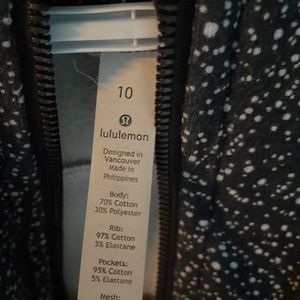 10
lululemon
Designed in
Vancouver
Made in
Philippines
Body:
70% Cotton
30% Polyester
Rib:
97% Cotton
3% Elastane
Pockets:
95% Cotton
5% Elastane
Mesh: